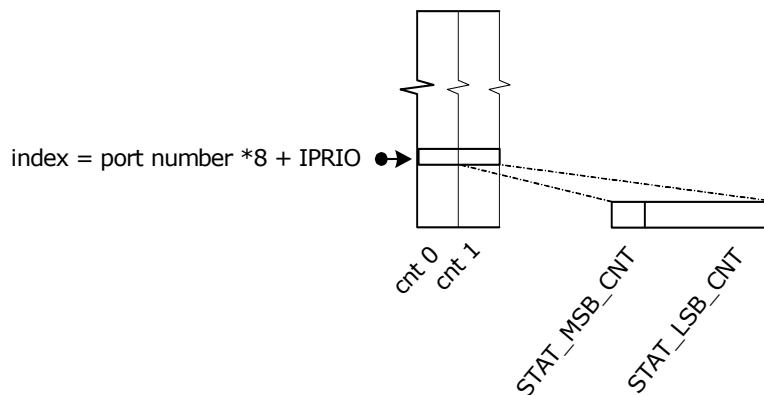 index = port number *8 + IPRIO
cnt 0
cnt 1
STAT_MSB_CNT
STAT_LSB_CNT